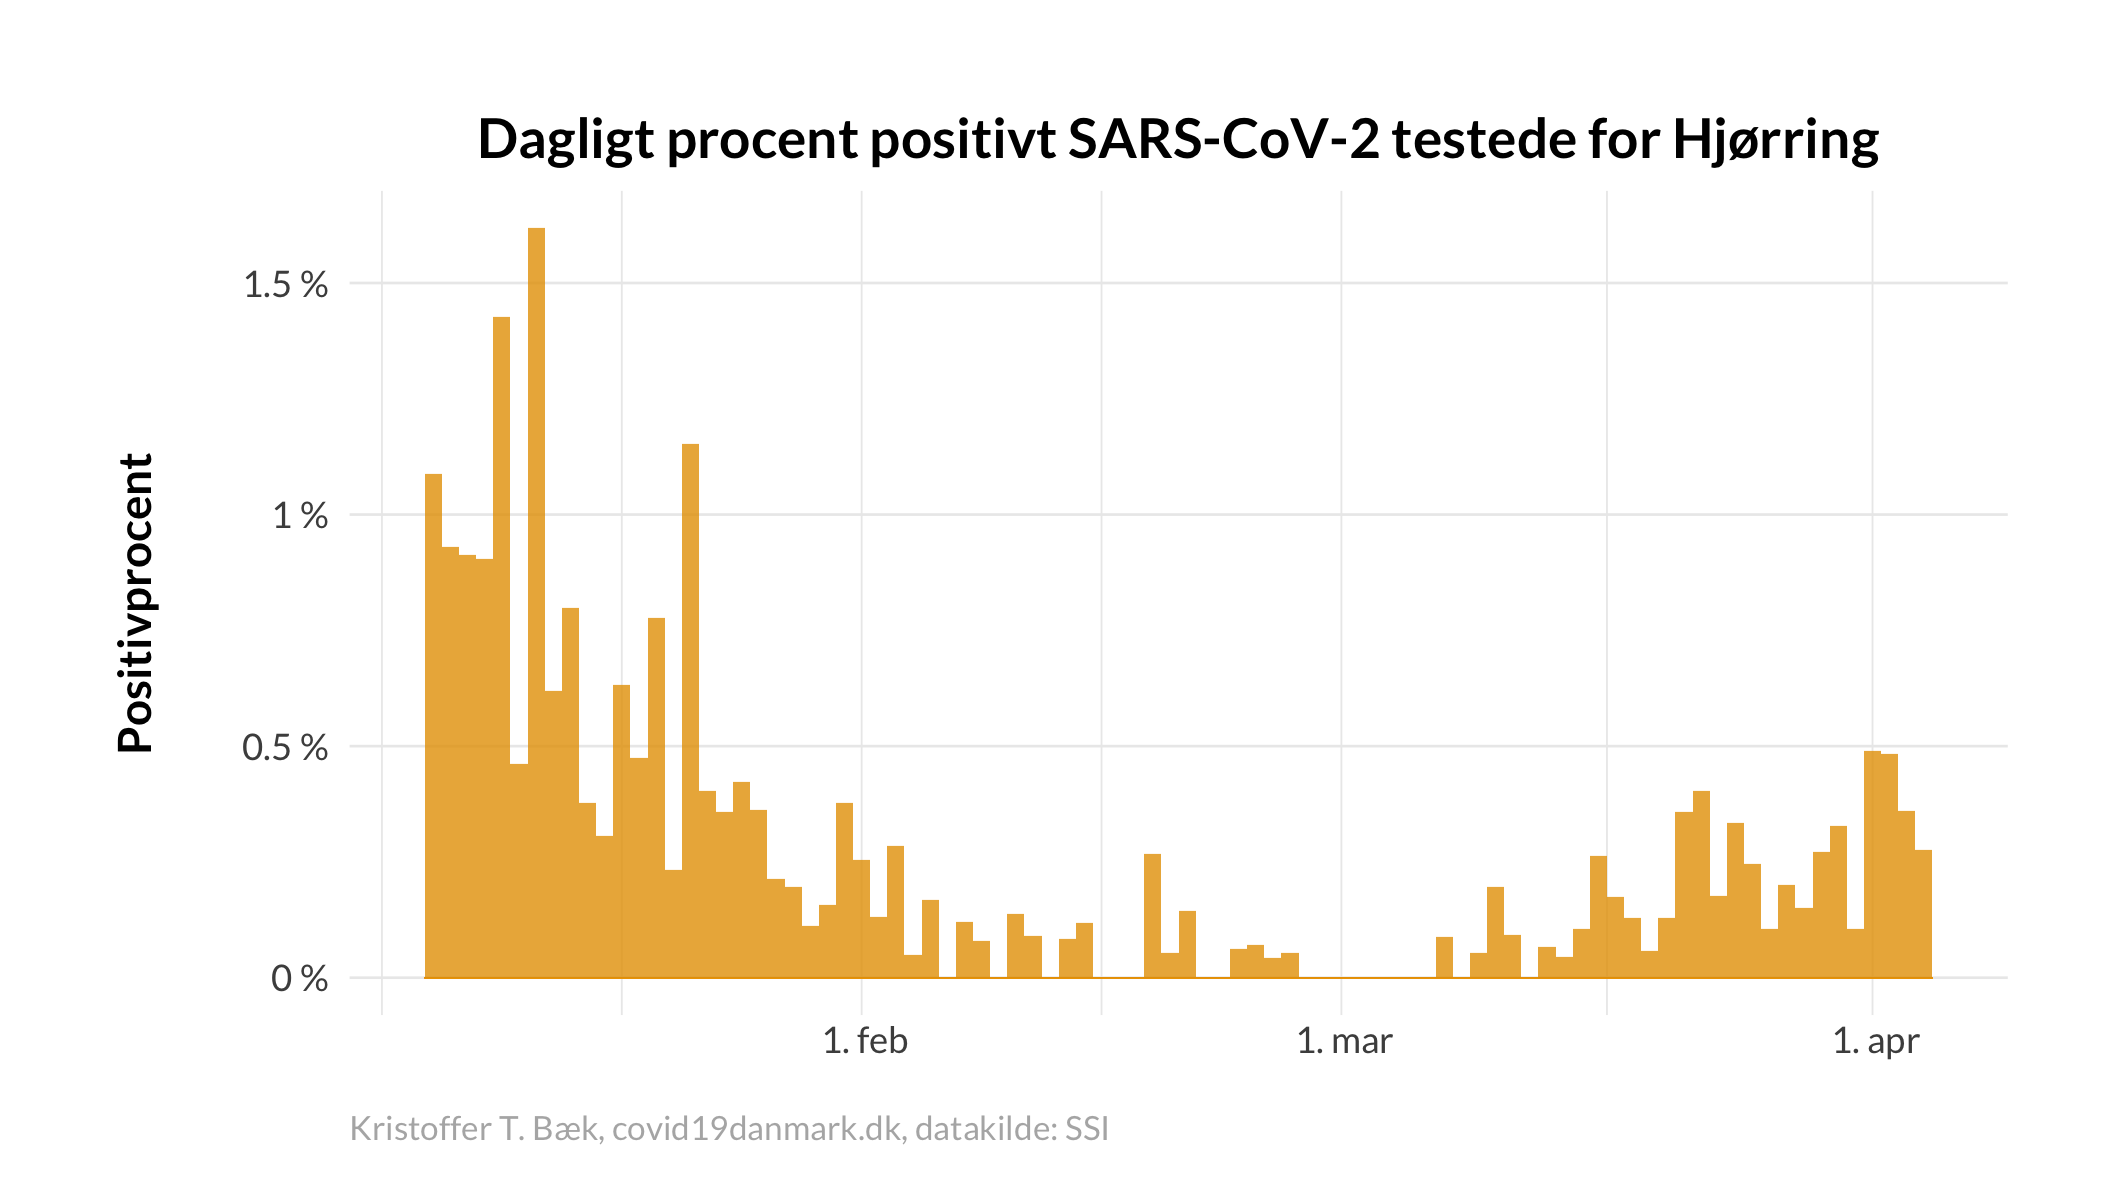 Dagligt procent positivt SARS-CoV-2 testede for Hjørring
Positivprocent
1.5 %
1 %
0.5 %
0 %
1. feb
1. mar
1. apr
Kristoffer T. Bæk, covid19danmark.dk, datakilde: SSI